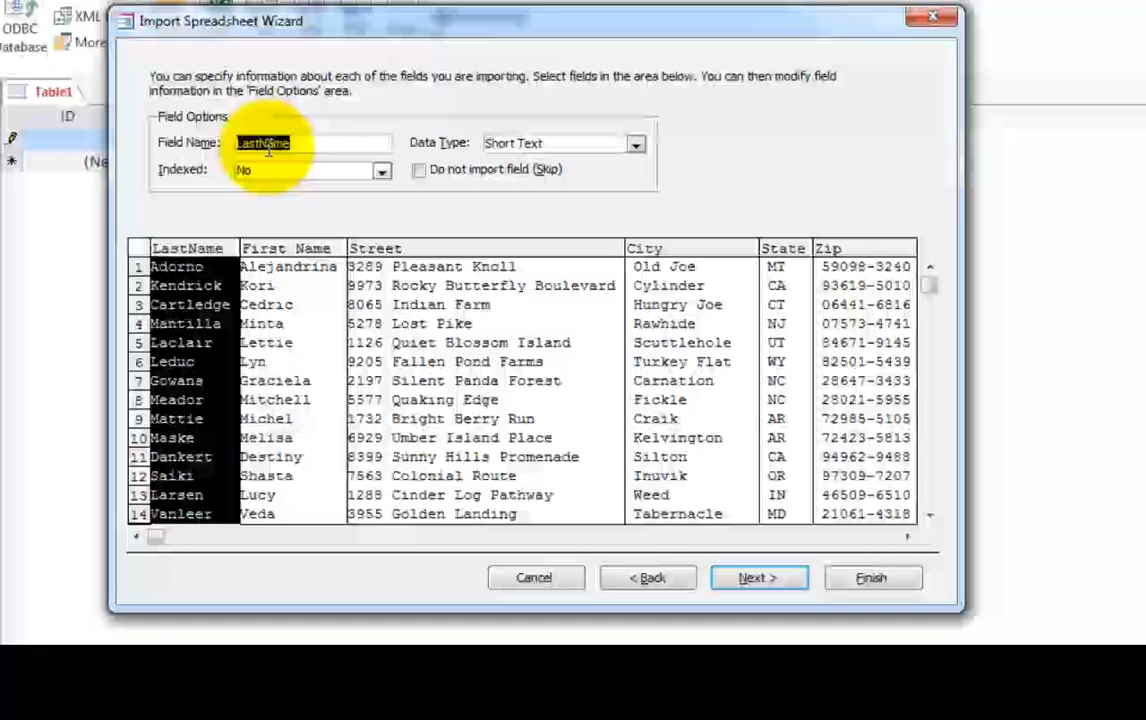 ODBC
Database
XML
More
Import Spreadsheet Wizard
Table1
ID
(Ne
You can specify information about each of the fields you are importing. Select fields in the area below. You can then modify field
information in the 'Field Options' area.
Field Options
Field Name: LastName Data Type: Short Text
Indexed: No Do not import field (Skip)
LastName First Name Street City State Zip
1 Adorno Alejandrina 3289 Pleasant Knoll Old Joe MT 59098-3240
2 Kendrick Kori 9973 Rocky Butterfly Boulevard Cylinder CA 93619-5010
3 Cartledge Cedric 8065 Indian Farm Hungry Joe CT 06441-6816
4 Mantilla Minta 5278 Lost Pike Rawhide NJ 07573-4741
5 Laclair Lettie 1126 Quiet Blossom Island Scuttlehole UT 84671-9145
6 Leduc Lyn 9205 Fallen Pond Farms Turkey Flat WY 82501-5439
7 Gowans Graciela 2197 Silent Panda Forest Carnation NC 28647-3433
8 Meador Mitchell 5577 Quaking Edge Fickle NC 28021-5955
9 Mattie Michel 1732 Bright Berry Run Craik AR 72985-5105
10 Maske Melisa 6929 Umber Island Place Kelvington AR 72423-5813
11 Dankert Destiny 8399 Sunny Hills Promenade Silton CA 94962-9488
12 Saiki Shasta 7563 Colonial Route Inuvik OR 97309-7207
13 Larsen Lucy 1288 Cinder Log Pathway Weed IN 46509-6510
14 Vanleer Veda 3955 Golden Landing Tabernacle MD 21061-4318
Cancel < Back Next > Finish